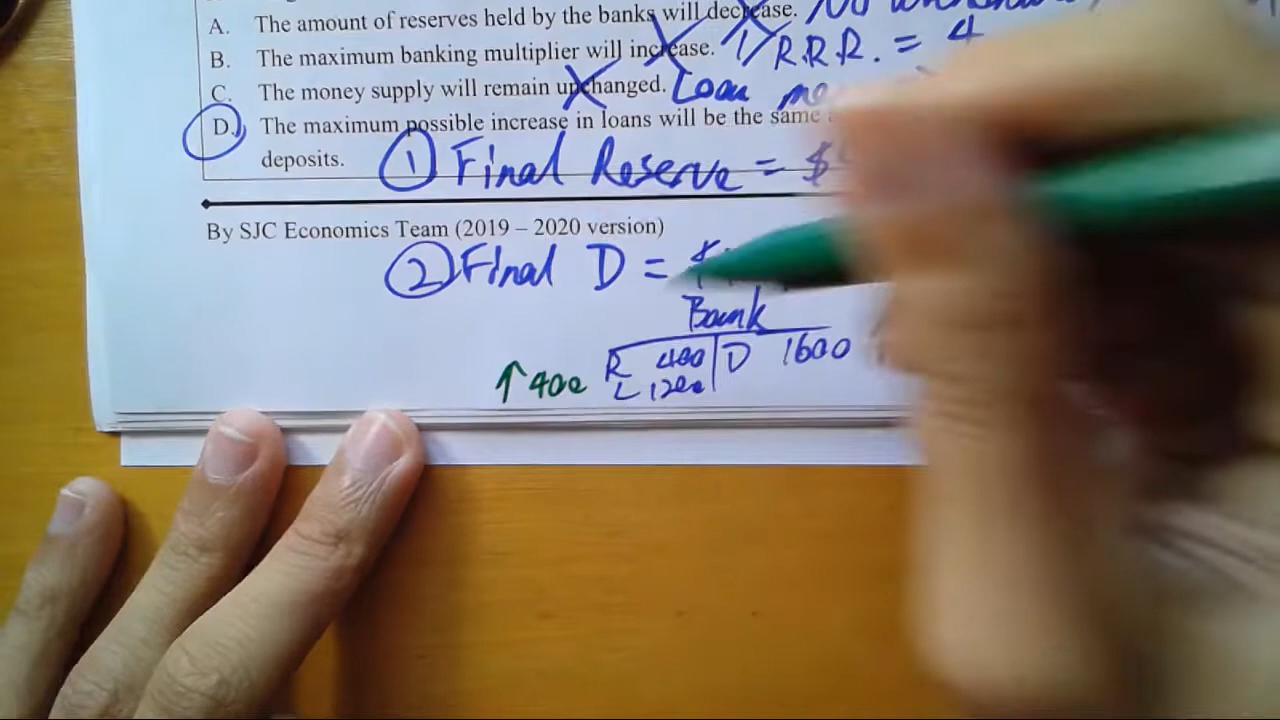 A. The amount of reserves held by the banks will decrease. No
B. The maximum banking multiplier will increase. 1/R.R.R. = 4
C. The money supply will remain unchanged. Loan
D. The maximum possible increase in loans will be the same
deposits. ① Final Reserve = $
By SJC Economics Team (2019 – 2020 version)
② Final D =
Bank
↑400 R 400 D 1600
L 1200